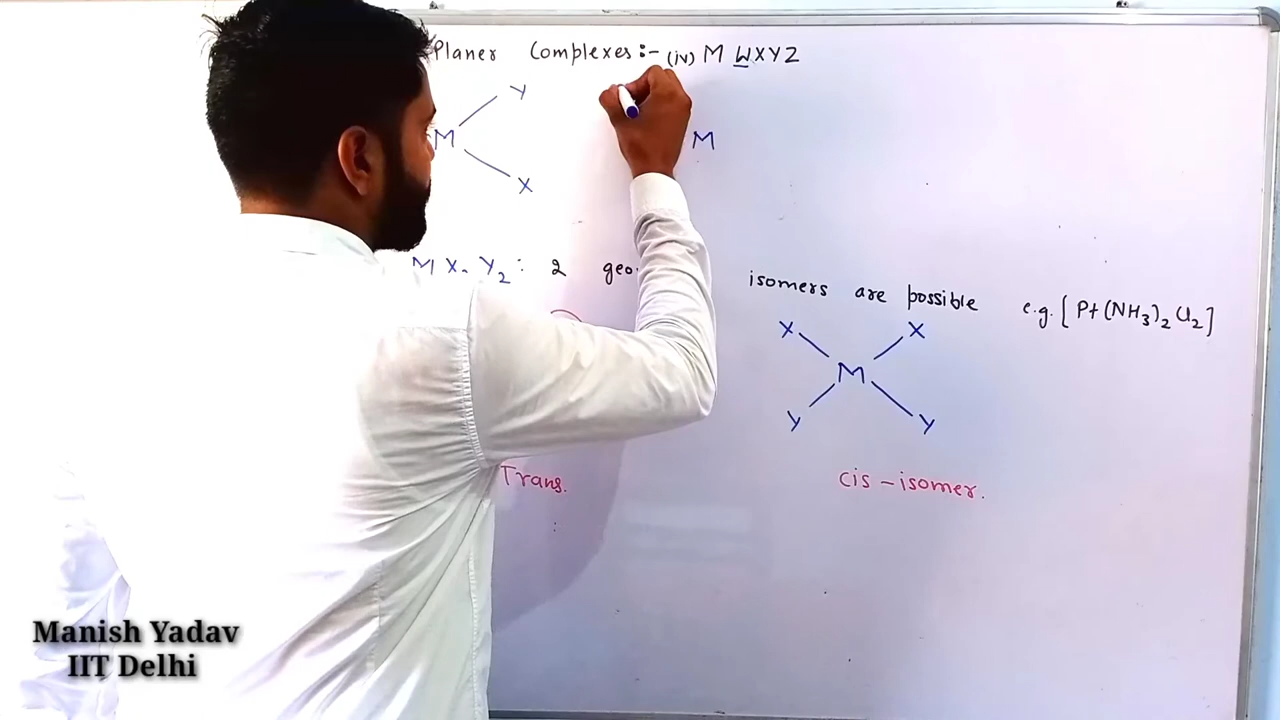 Planer Complexes :- (iv) M WXYZ
Y
M
X
M
M X Y2 : 2 geo. isomers are possible e.g. [Pt(NH3)2Cl2]
X X
M
Y Y
Trans. cis-isomer.
Manish Yadav
IIT Delhi